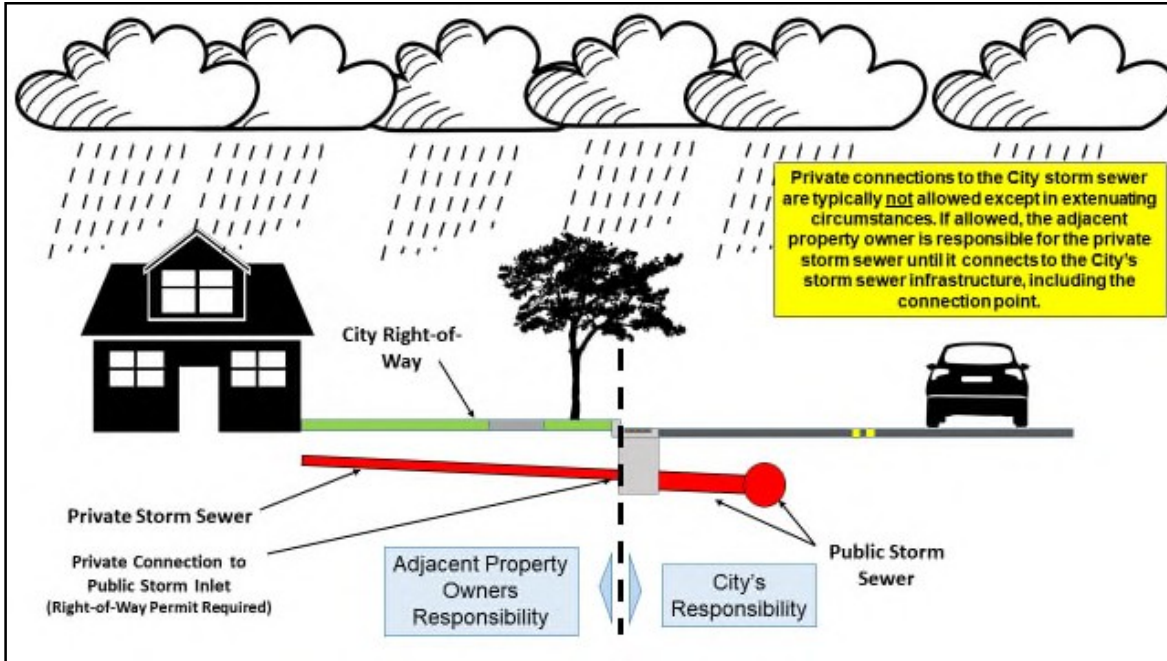 Private connections to the City storm sewer
are typically not allowed except in extenuating
circumstances. If allowed, the adjacent
property owner is responsible for the private
storm sewer until it connects to the City's
storm sewer infrastructure, including the
connection point.
City Right-of-
Way
Private Storm Sewer
Private Connection to
Public Storm Inlet
(Right-of-Way Permit Required)
Adjacent Property
Owners
Responsibility
City's
Responsibility
Public Storm
Sewer